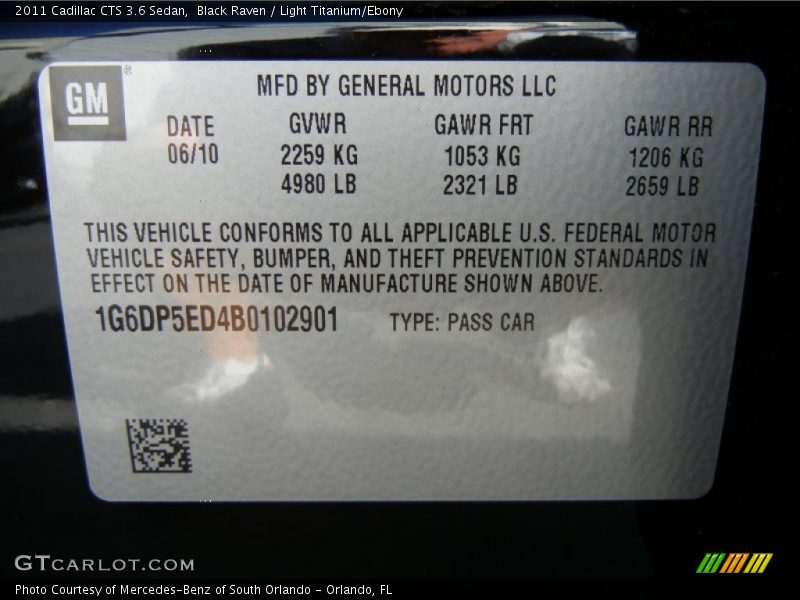 2011 Cadillac CTS 3.6 Sedan,  Black Raven / Light Titanium/Ebony
GM ®
MFD BY GENERAL MOTORS LLC
DATE GVWR GAWR FRT GAWR RR
06/10 2259 KG 1053 KG 1206 KG
4980 LB 2321 LB 2659 LB
THIS VEHICLE CONFORMS TO ALL APPLICABLE U.S. FEDERAL MOTOR
VEHICLE SAFETY, BUMPER, AND THEFT PREVENTION STANDARDS IN
EFFECT ON THE DATE OF MANUFACTURE SHOWN ABOVE.
1G6DP5ED4B0102901 TYPE: PASS CAR
GTCARLOT.COM
Photo Courtesy of Mercedes-Benz of South Orlando - Orlando, FL